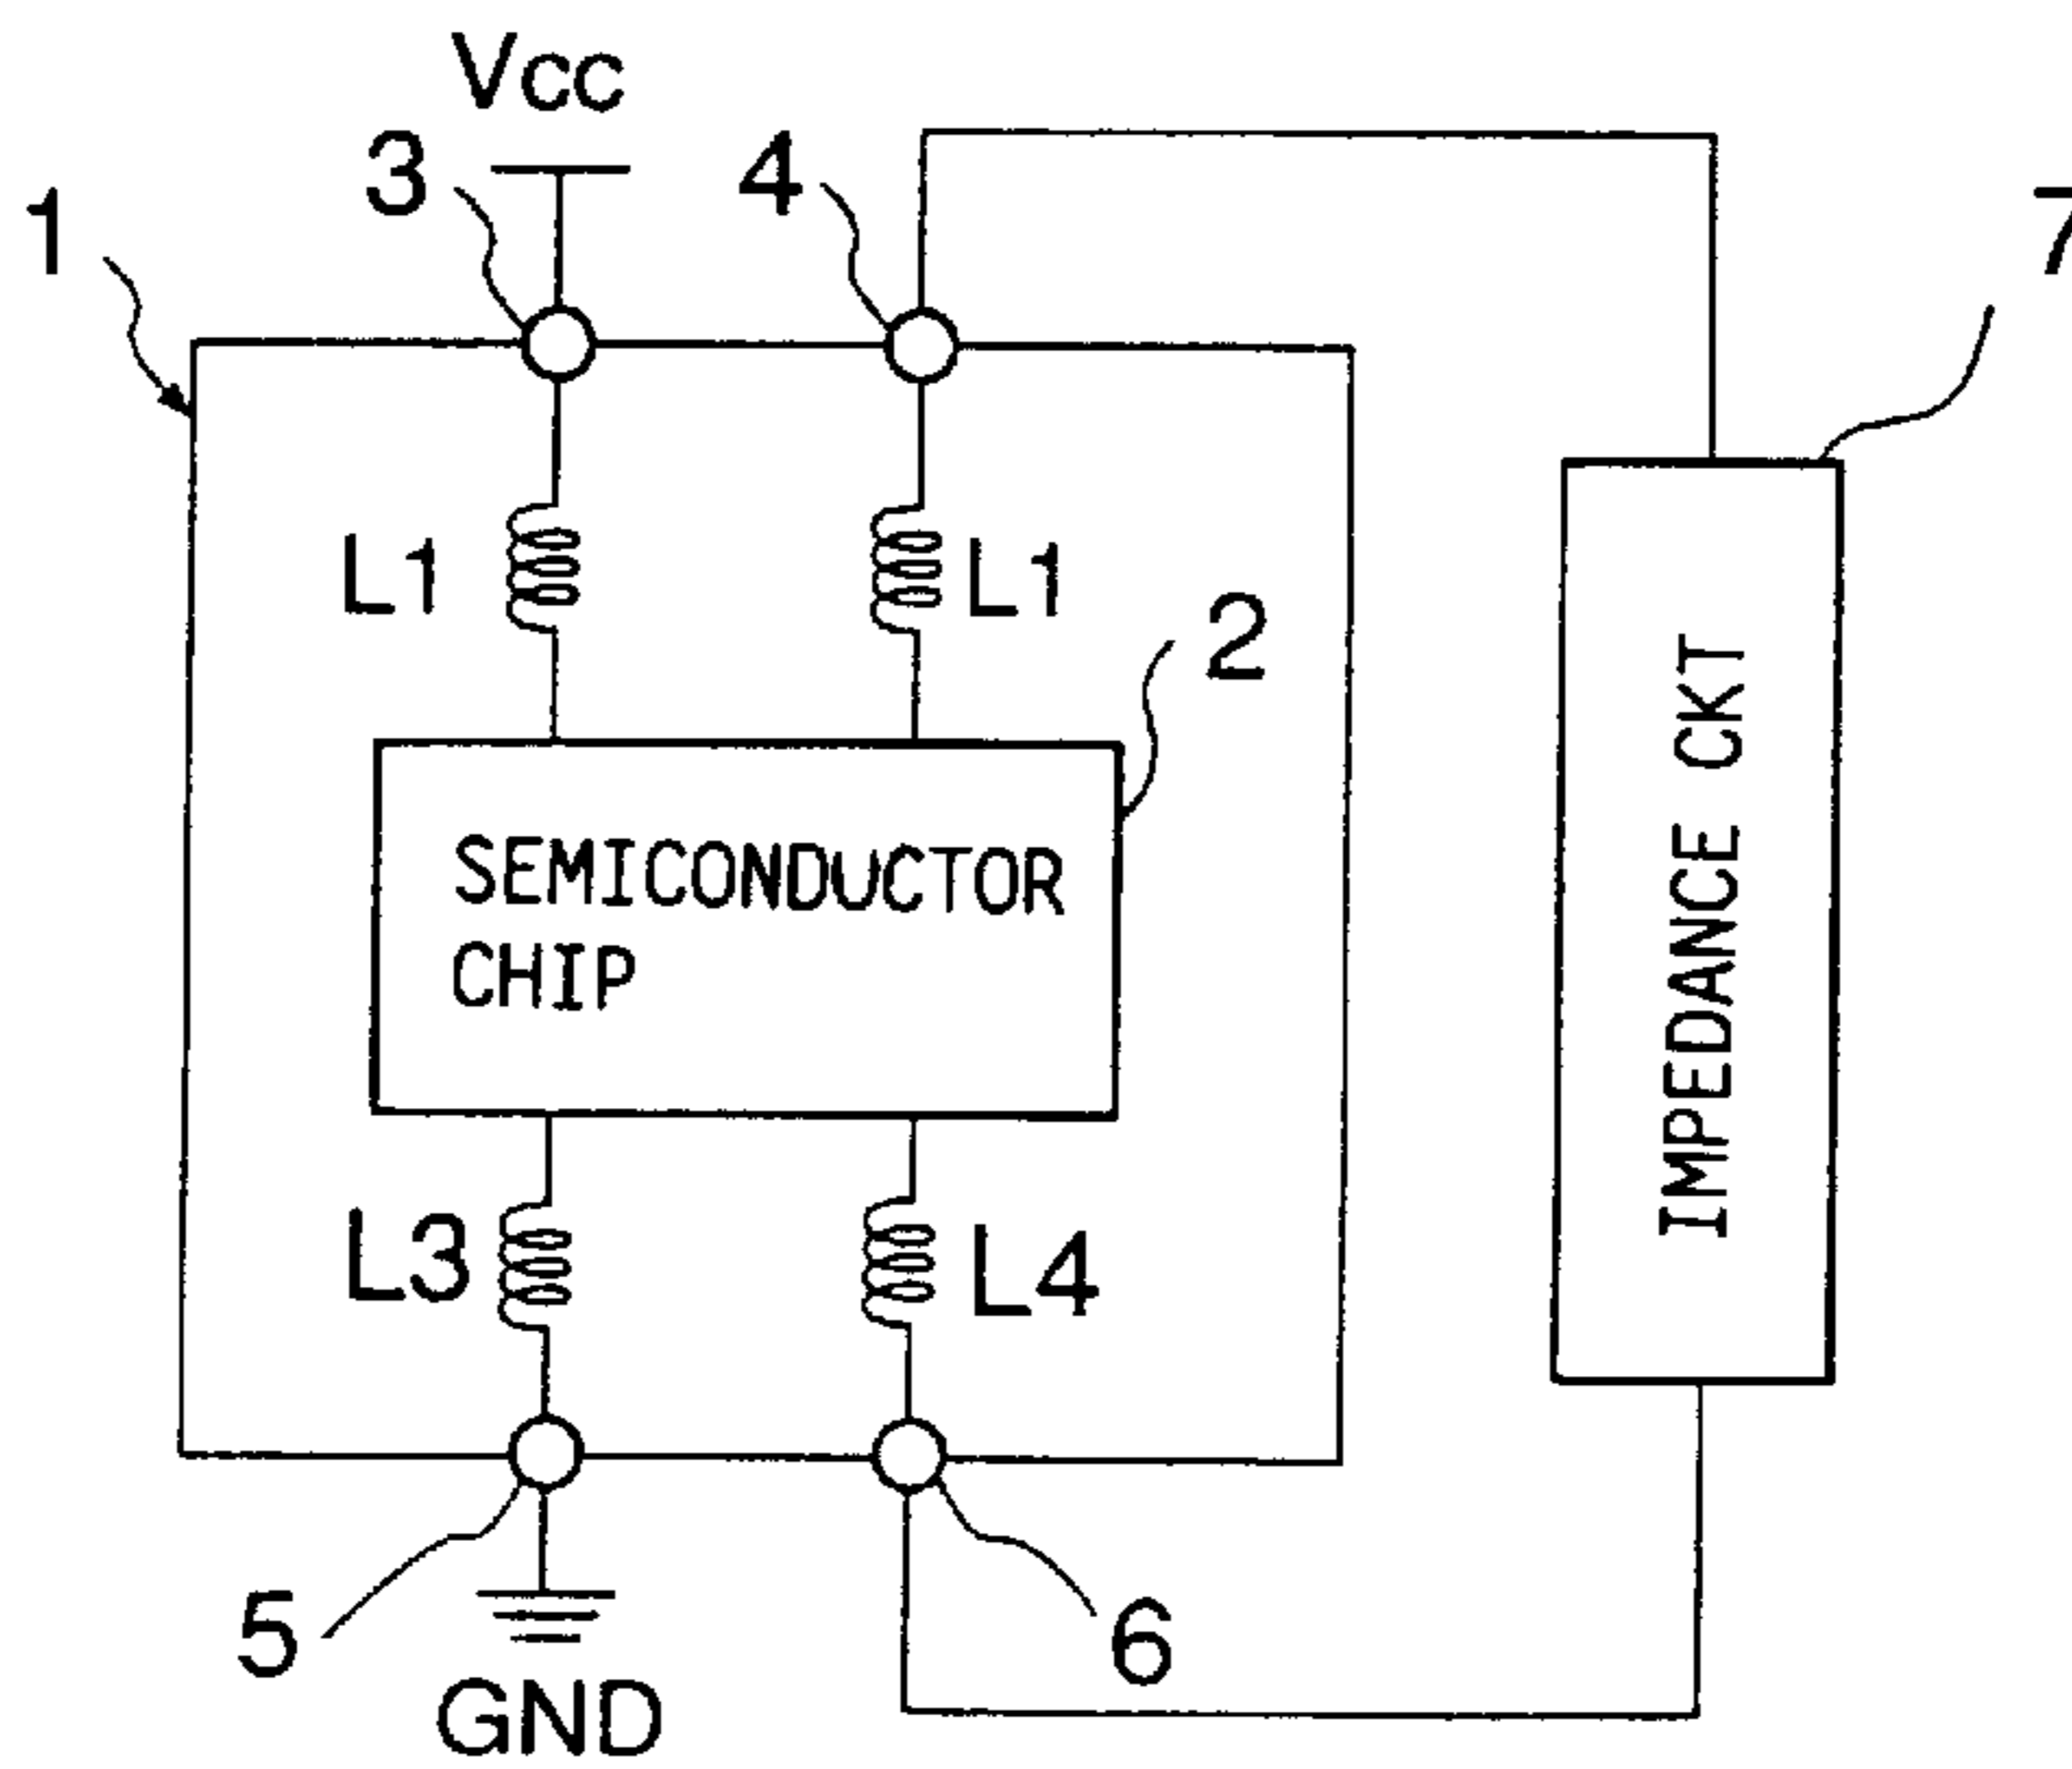 Vcc
3
4
1
7
L1
L1
2
SEMICONDUCTOR
CHIP
IMPEDANCE CKT
L3
L4
5
6
GND